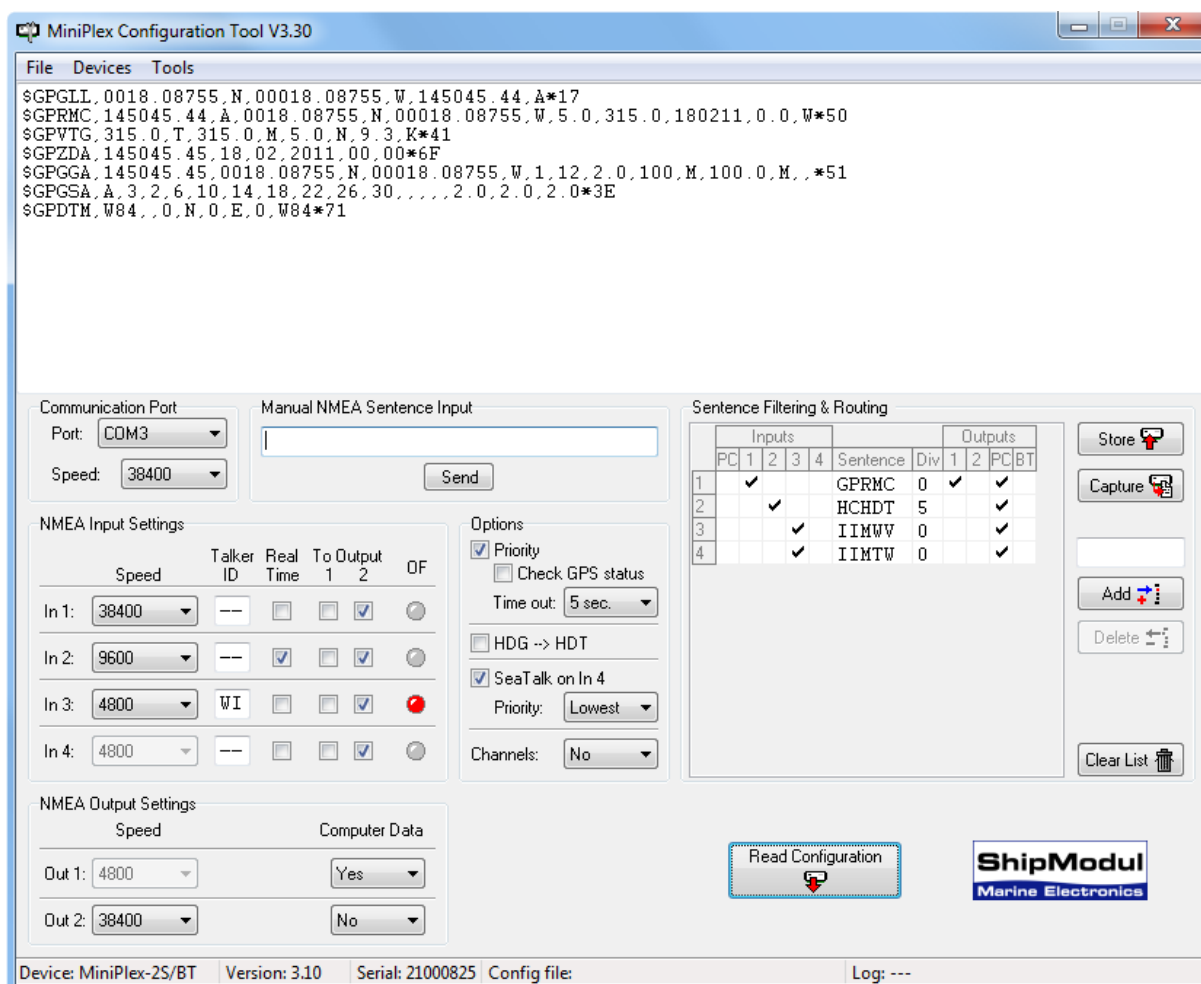 MiniPlex Configuration Tool V3.30
File Devices Tools
$GPGLL,0018.08755,N,00018.08755,W,145045.44,A*17
$GPRMC,145045.44,A,0018.08755,N,00018.08755,W,5.0,315.0,180211,0.0,W*50
$GPVTG,315.0,T,315.0,M,5.0,N,9.3,K*41
$GPZDA,145045.45,18,02,2011,00,00*6F
$GPGGA,145045.45,0018.08755,N,00018.08755,W,1,12,2.0,100,M,100.0,M,,*51
$GPGSA,A,3,2,6,10,14,18,22,26,30,,,,,2.0,2.0,2.0*3E
$GPDTM,W84,,0,N,0,E,0,W84*71
Communication Port
Port: COM3
Speed: 38400
Manual NMEA Sentence Input
Send
NMEA Input Settings
Speed Talker ID Real Time To Output 1 2 OF
In 1: 38400 --
In 2: 9600 --
In 3: 4800 WI
In 4: 4800 --
Options
Priority
Check GPS status
Time out: 5 sec.
HDG --> HDT
SeaTalk on In 4
Priority: Lowest
Channels: No
Sentence Filtering & Routing
Inputs Outputs
PC 1 2 3 4 Sentence Div 1 2 PC BT
1 GPRMC 0
2 HCHDT 5
3 IIMWV 0
4 IIMTW 0
Store
Capture
Add
Delete
Clear List
NMEA Output Settings
Speed Computer Data
Out 1: 4800 Yes
Out 2: 38400 No
Read Configuration
ShipModul
Marine Electronics
Device: MiniPlex-2S/BT Version: 3.10 Serial: 21000825 Config file: Log: ---